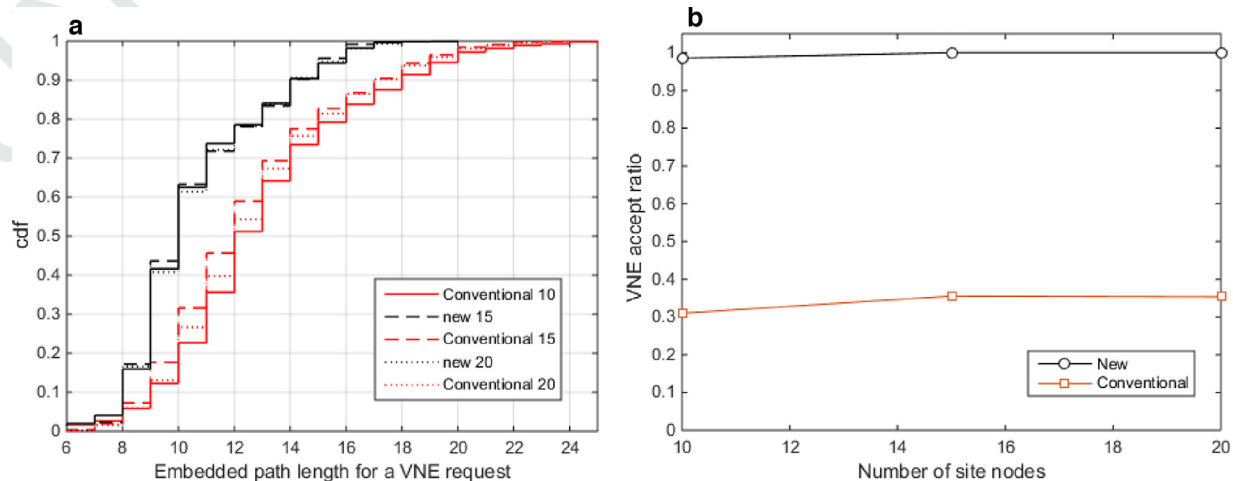 a
1
0.9
0.8
0.7
0.6
0.5
0.4
0.3
0.2
0.1
0
cdf
6 8 10 12 14 16 18 20 22 24
Embedded path length for a VNE request
Conventional 10
new 15
Conventional 15
new 20
Conventional 20
b
1
0.9
0.8
0.7
0.6
0.5
0.4
0.3
0.2
0.1
0
VNE accept ratio
10 12 14 16 18 20
Number of site nodes
New
Conventional